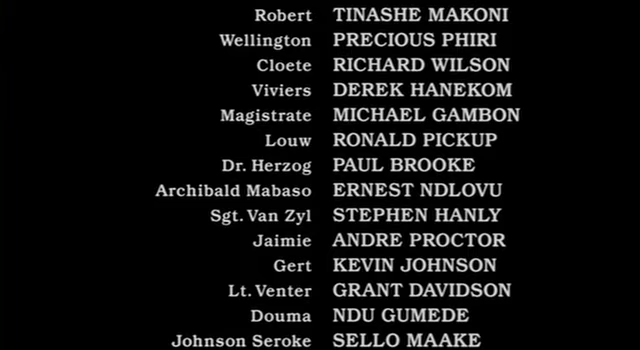 Robert TINASHE MAKONI
Wellington PRECIOUS PHIRI
Cloete RICHARD WILSON
Viviers DEREK HANEKOM
Magistrate MICHAEL GAMBON
Louw RONALD PICKUP
Dr. Herzog PAUL BROOKE
Archibald Mabaso ERNEST NDLOVU
Sgt. Van Zyl STEPHEN HANLY
Jaimie ANDRE PROCTOR
Gert KEVIN JOHNSON
Lt. Venter GRANT DAVIDSON
Douma NDU GUMEDE
Johnson Seroke SELLO MAAKE